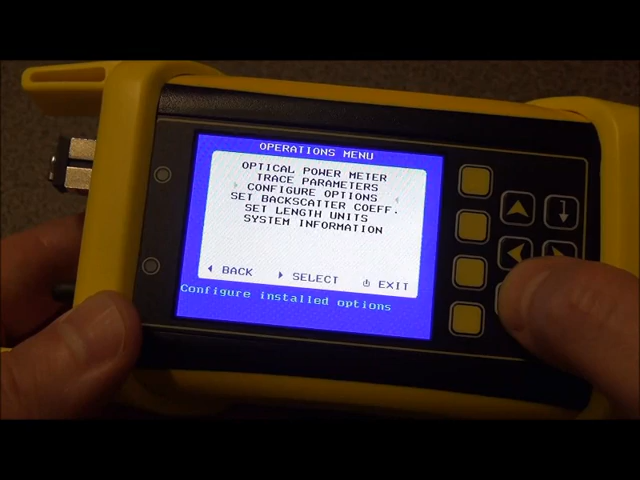 OPERATIONS MENU
OPTICAL POWER METER
TRACE PARAMETERS
CONFIGURE OPTIONS
SET BACKSCATTER COEFF.
SET LENGTH UNITS
SYSTEM INFORMATION
BACK SELECT EXIT
Configure installed options